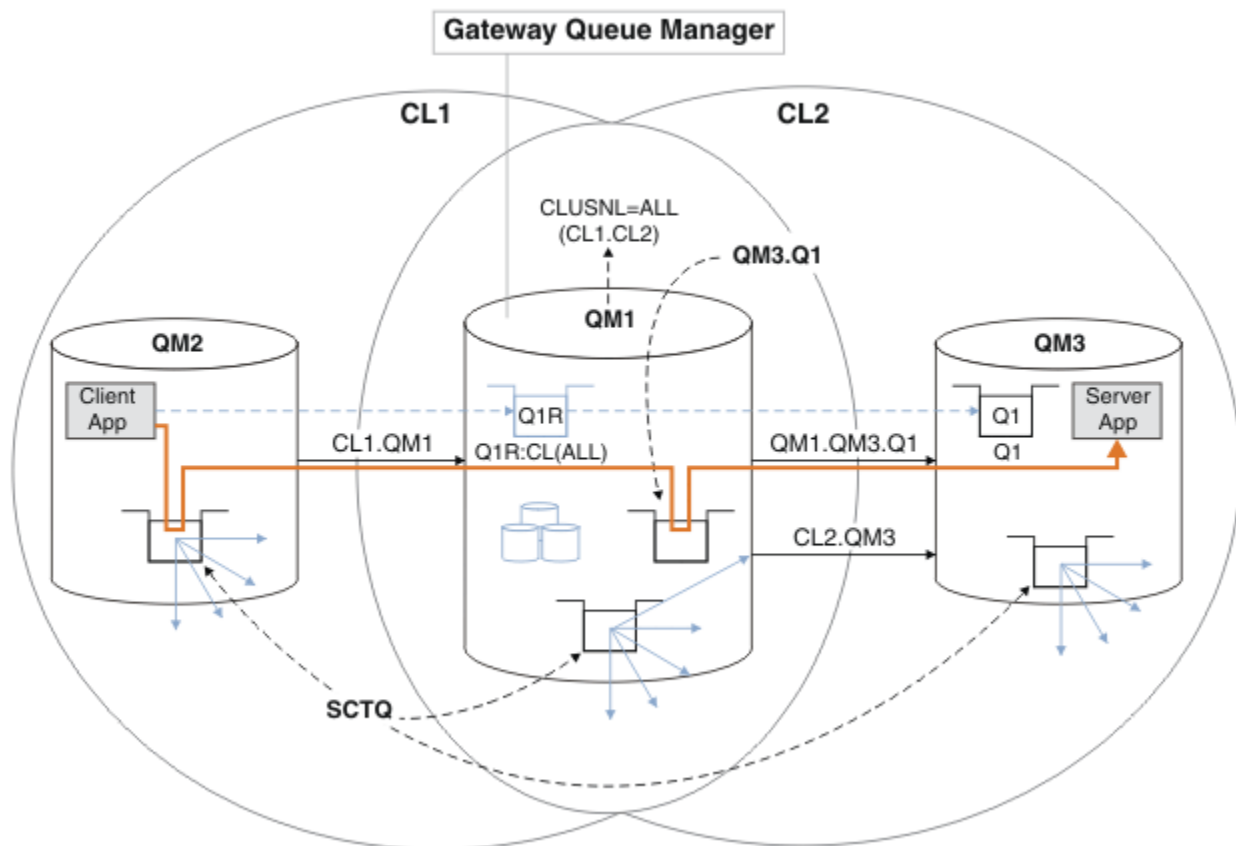 Gateway Queue Manager
CL1
CL2
CLUSNL=ALL
(CL1.CL2)
QM3.Q1
QM2
QM1
QM3
Client
App
Q1R
Q1
Server
App
CL1.QM1
Q1R:CL(ALL)
QM1.QM3.Q1
Q1
CL2.QM3
SCTQ